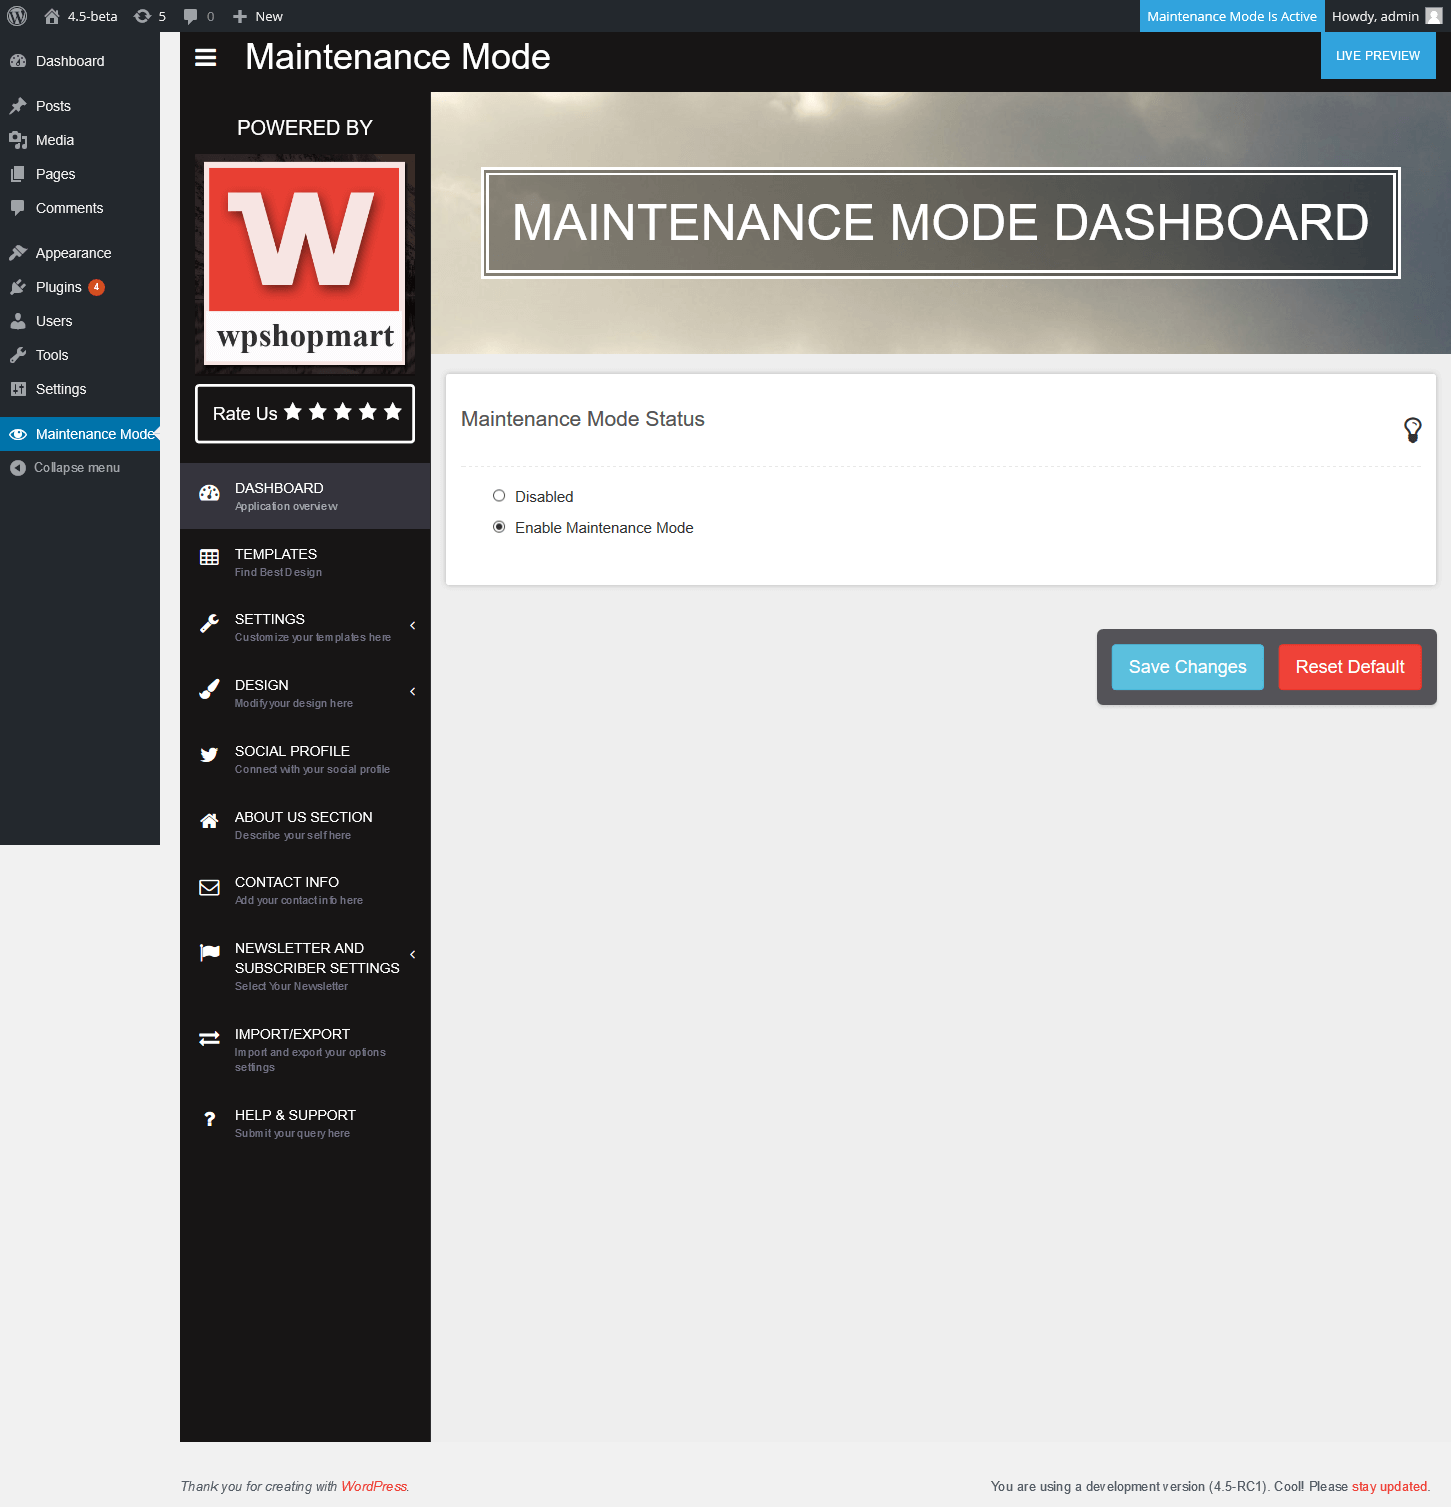 4.5-beta 5 0 New Maintenance Mode Is Active Howdy, admin
Dashboard
Posts
Media
Pages
Comments
Appearance
Plugins 4
Users
Tools
Settings
Maintenance Mode
Collapse menu
Maintenance Mode
LIVE PREVIEW
POWERED BY
W
wpshopmart
Rate Us
DASHBOARD
Application overview
TEMPLATES
Find Best Design
SETTINGS
Customize your templates here
DESIGN
Modify your design here
SOCIAL PROFILE
Connect with your social profile
ABOUT US SECTION
Describe your self here
CONTACT INFO
Add your contact info here
NEWSLETTER AND
SUBSCRIBER SETTINGS
Select Your Newsletter
IMPORT/EXPORT
Import and export your options
settings
HELP & SUPPORT
Submit your query here
MAINTENANCE MODE DASHBOARD
Maintenance Mode Status
Disabled
Enable Maintenance Mode
Save Changes
Reset Default
Thank you for creating with WordPress.
You are using a development version (4.5-RC1). Cool! Please stay updated.